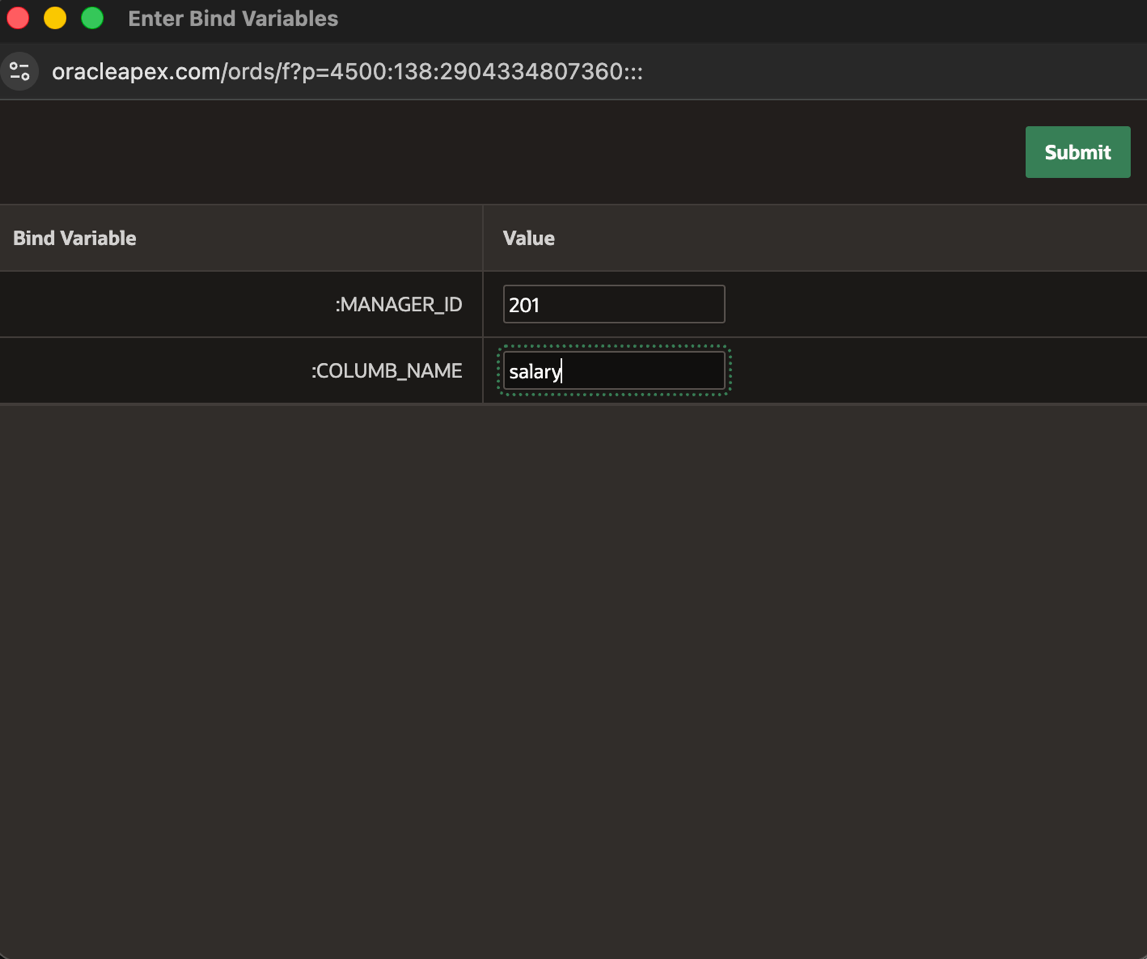 Enter Bind Variables
oracleapex.com/ords/f?p=4500:138:2904334807360:::
Submit
Bind Variable Value
:MANAGER_ID 201
:COLUMB_NAME salary